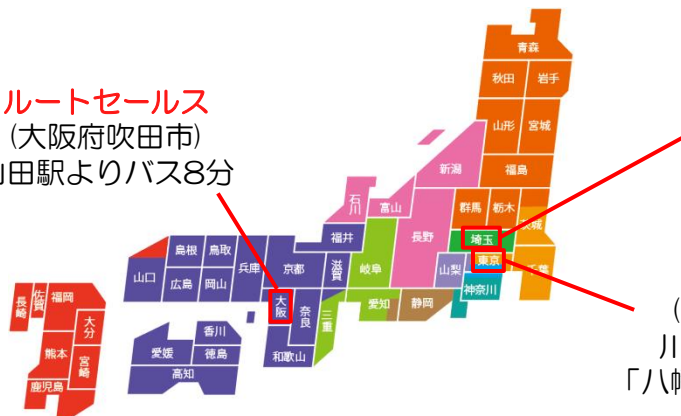 ルートセールス
(大阪府吹田市)
山田駅よりバス8分
青森
秋田
岩手
山形
宮城
新潟
福島
石川
富山
群馬
栃木
茨城
福井
長野
埼玉
島根
鳥取
兵庫
京都
滋賀
岐阜
山梨
東京
千葉
山口
広島
岡山
神奈川
長崎
佐賀
福岡
大阪
奈良
三重
愛知
静岡
大分
香川
熊本
宮崎
愛媛
徳島
和歌山
高知
鹿児島
(
川
「八幡